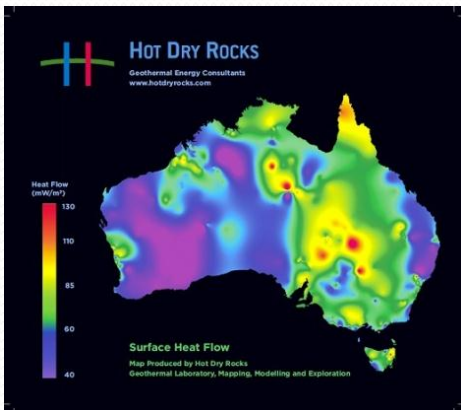 HOT DRY ROCKS
Geothermal Energy Consultants
www.hotdryrocks.com
Heat Flow
(mW/m²)
130
110
85
60
40
Surface Heat Flow
Map Produced by Hot Dry Rocks
Geothermal Laboratory, Mapping, Modelling and Exploration